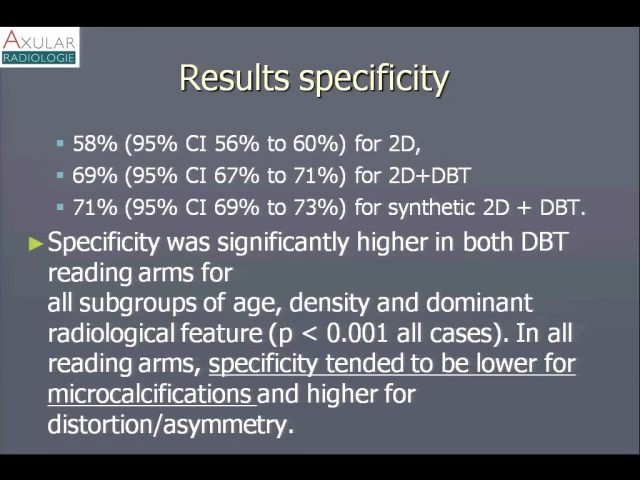 AXULAR
RADIOLOGIE
Results specificity
58% (95% CI 56% to 60%) for 2D,
69% (95% CI 67% to 71%) for 2D+DBT
71% (95% CI 69% to 73%) for synthetic 2D + DBT.
Specificity was significantly higher in both DBT
reading arms for
all subgroups of age, density and dominant
radiological feature (p < 0.001 all cases). In all
reading arms, specificity tended to be lower for
microcalcifications and higher for
distortion/asymmetry.